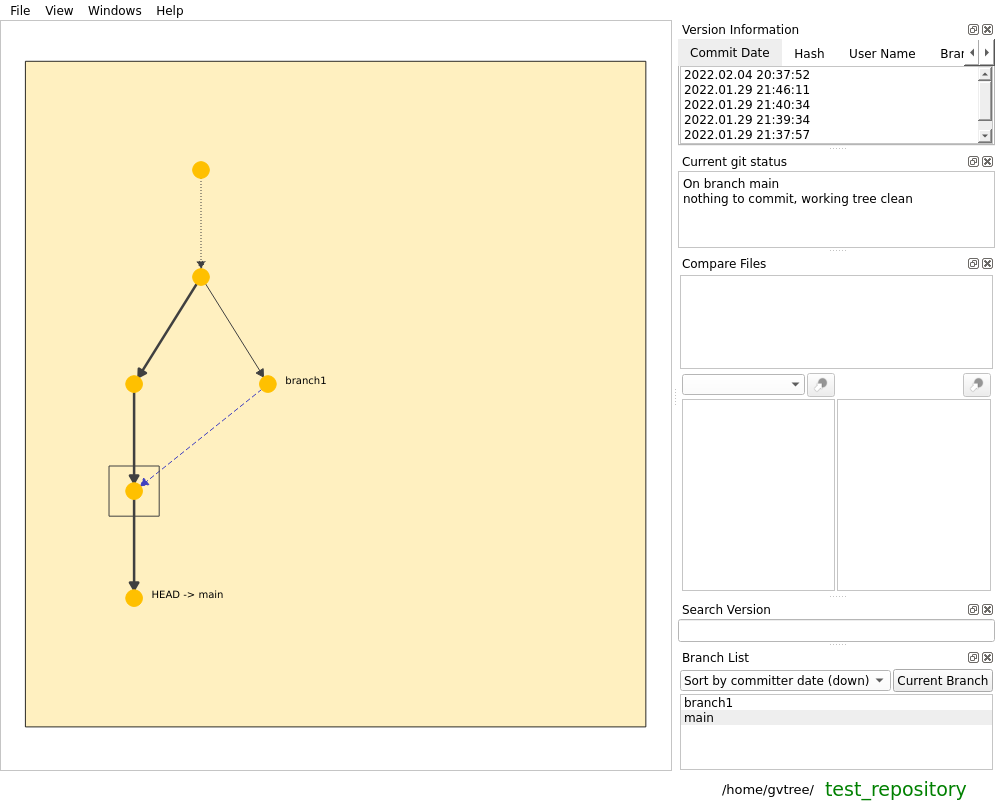 File View Windows Help
Version Information
Commit Date Hash User Name
2022.02.04 20:37:52
2022.01.29 21:46:11
2022.01.29 21:40:34
2022.01.29 21:39:34
2022.01.29 21:37:57
Current git status
On branch main
nothing to commit, working tree clean
Compare Files
branch1
HEAD -> main
Search Version
Branch List
Sort by committer date (down) Current Branch
branch1
main
/home/gvtree/ test_repository